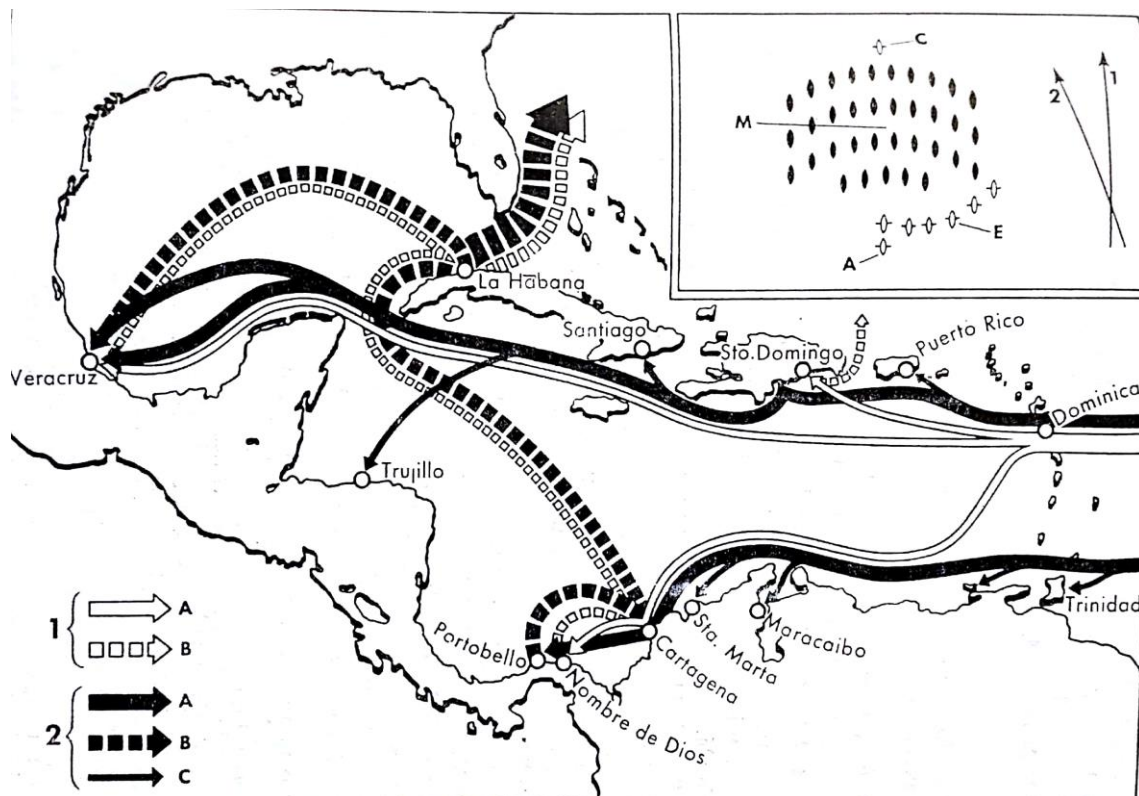 C
M
E
A
2
1
La Habana
Santiago
Sto. Domingo
Puerto Rico
Dominica
Veracruz
Trujillo
Trinidad
Portobello
Nombre de Dios
Cartagena
Sta. Marta
Maracaibo
1
A
B
2
A
B
C